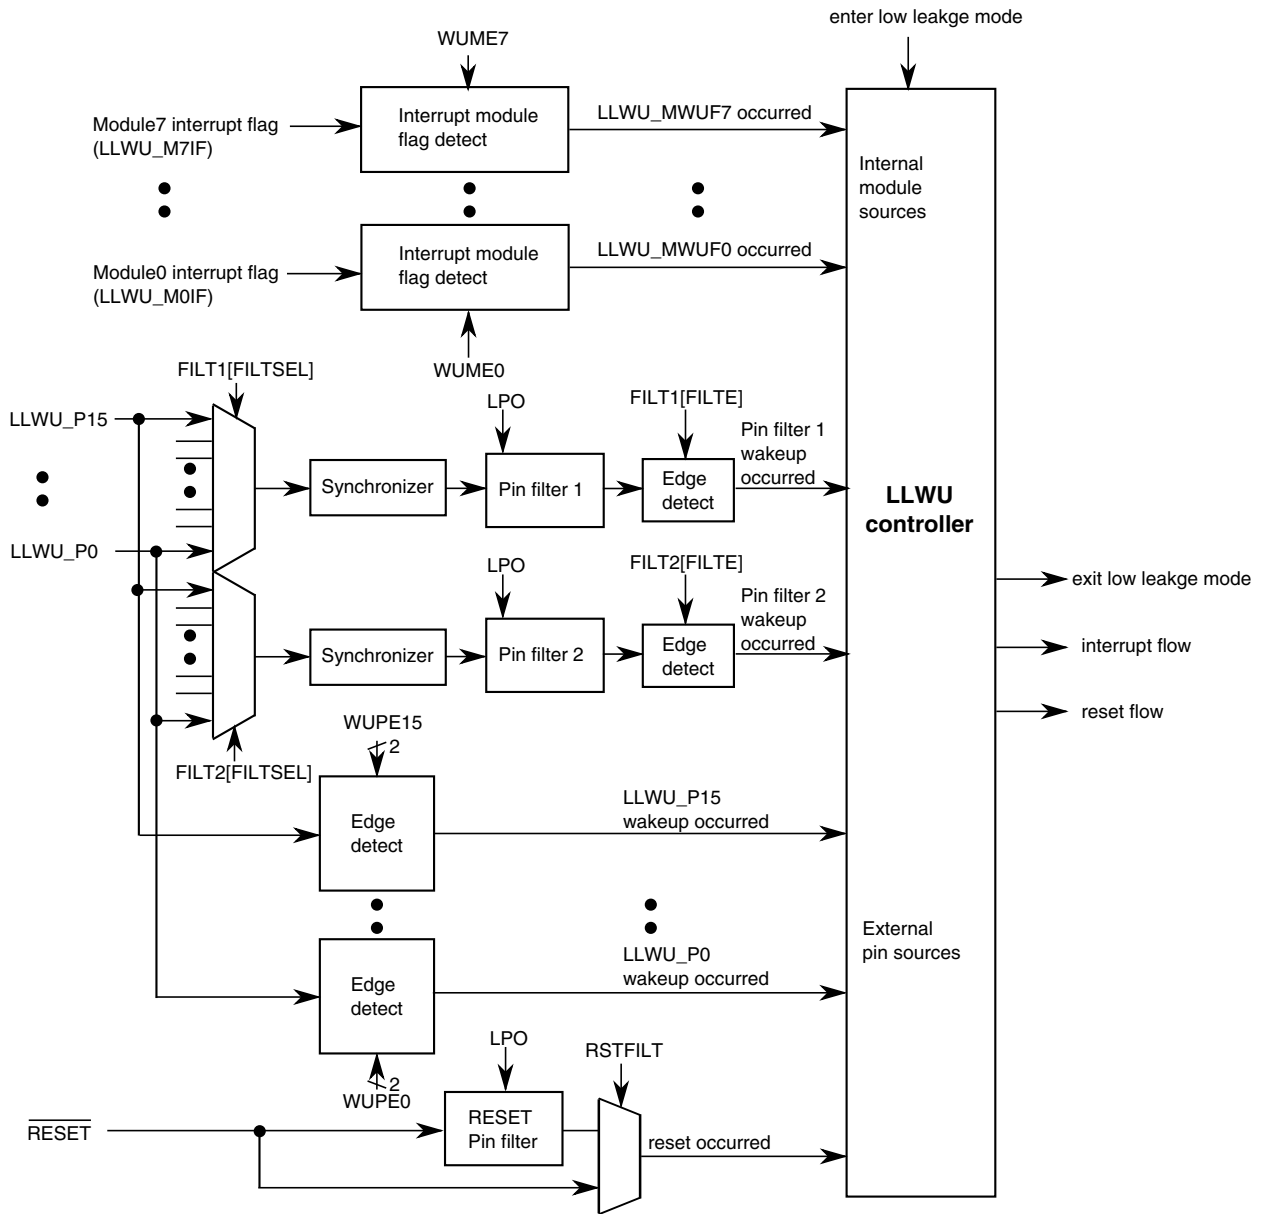 enter low leakge mode
WUME7
Module7 interrupt flag
(LLWU_M7IF)
Interrupt module
flag detect
LLWU_MWUF7 occurred
Internal
module
sources
Module0 interrupt flag
(LLWU_M0IF)
Interrupt module
flag detect
LLWU_MWUF0 occurred
WUME0
FILT1[FILTSEL]
LLWU_P15
LLWU_P0
Synchronizer
LPO
Pin filter 1
FILT1[FILTE]
Edge
detect
Pin filter 1
wakeup
occurred
LLWU
controller
Synchronizer
LPO
Pin filter 2
FILT2[FILTE]
Edge
detect
Pin filter 2
wakeup
occurred
exit low leakge mode
interrupt flow
reset flow
FILT2[FILTSEL]
WUPE15
2
Edge
detect
LLWU_P15
wakeup occurred
Edge
detect
LLWU_P0
wakeup occurred
External
pin sources
2
WUPE0
RESET
LPO
RESET
Pin filter
RSTFILT
reset occurred